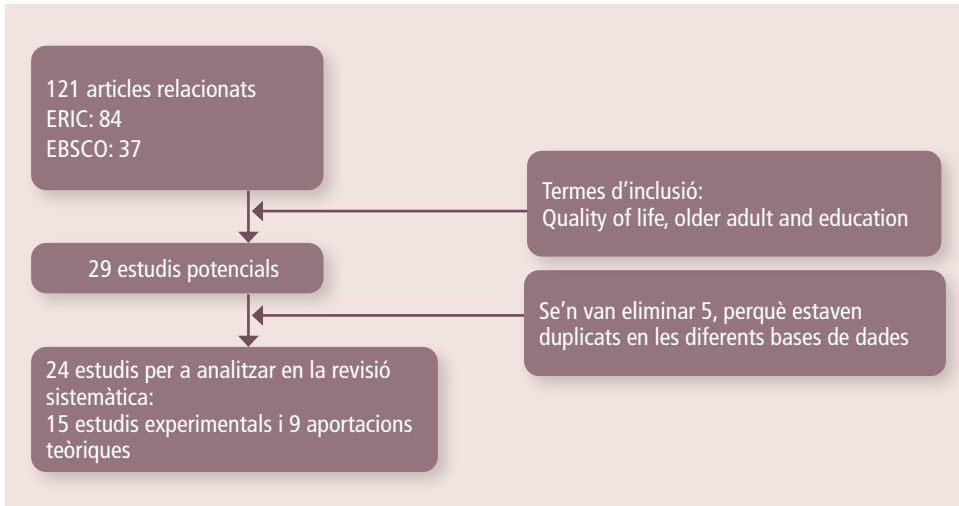 121 articles relacionats
ERIC: 84
EBSCO: 37
Termes d’inclusió:
Quality of life, older adult and education
29 estudis potencials
Se’n van eliminar 5, perquè estaven
duplicats en les diferents bases de dades
24 estudis per a analitzar en la revisió
sistemàtica:
15 estudis experimentals i 9 aportacions
teòriques